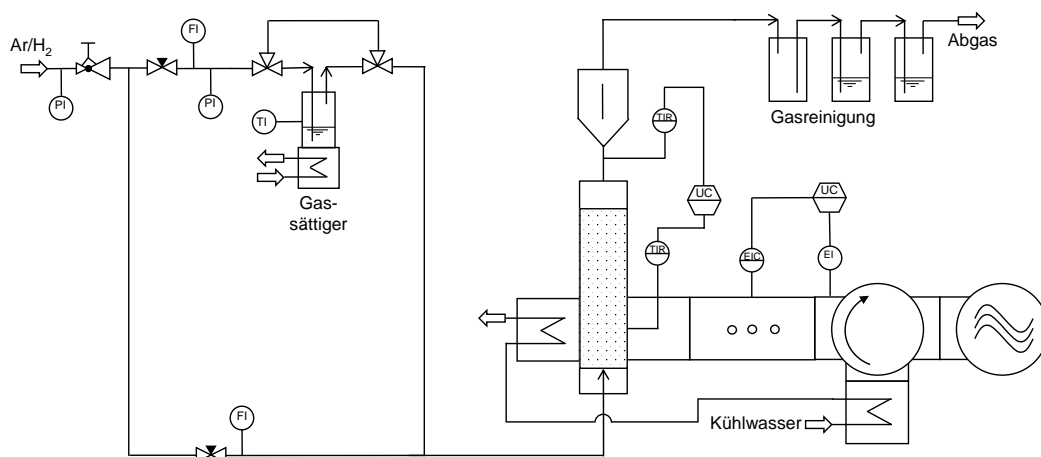 Ar/H₂
FI
PI
PI
TI
Gas-
sättiger
FI
Abgas
Gasreinigung
TIR
UC
TIR
UC
EIC
EI
Kühlwasser